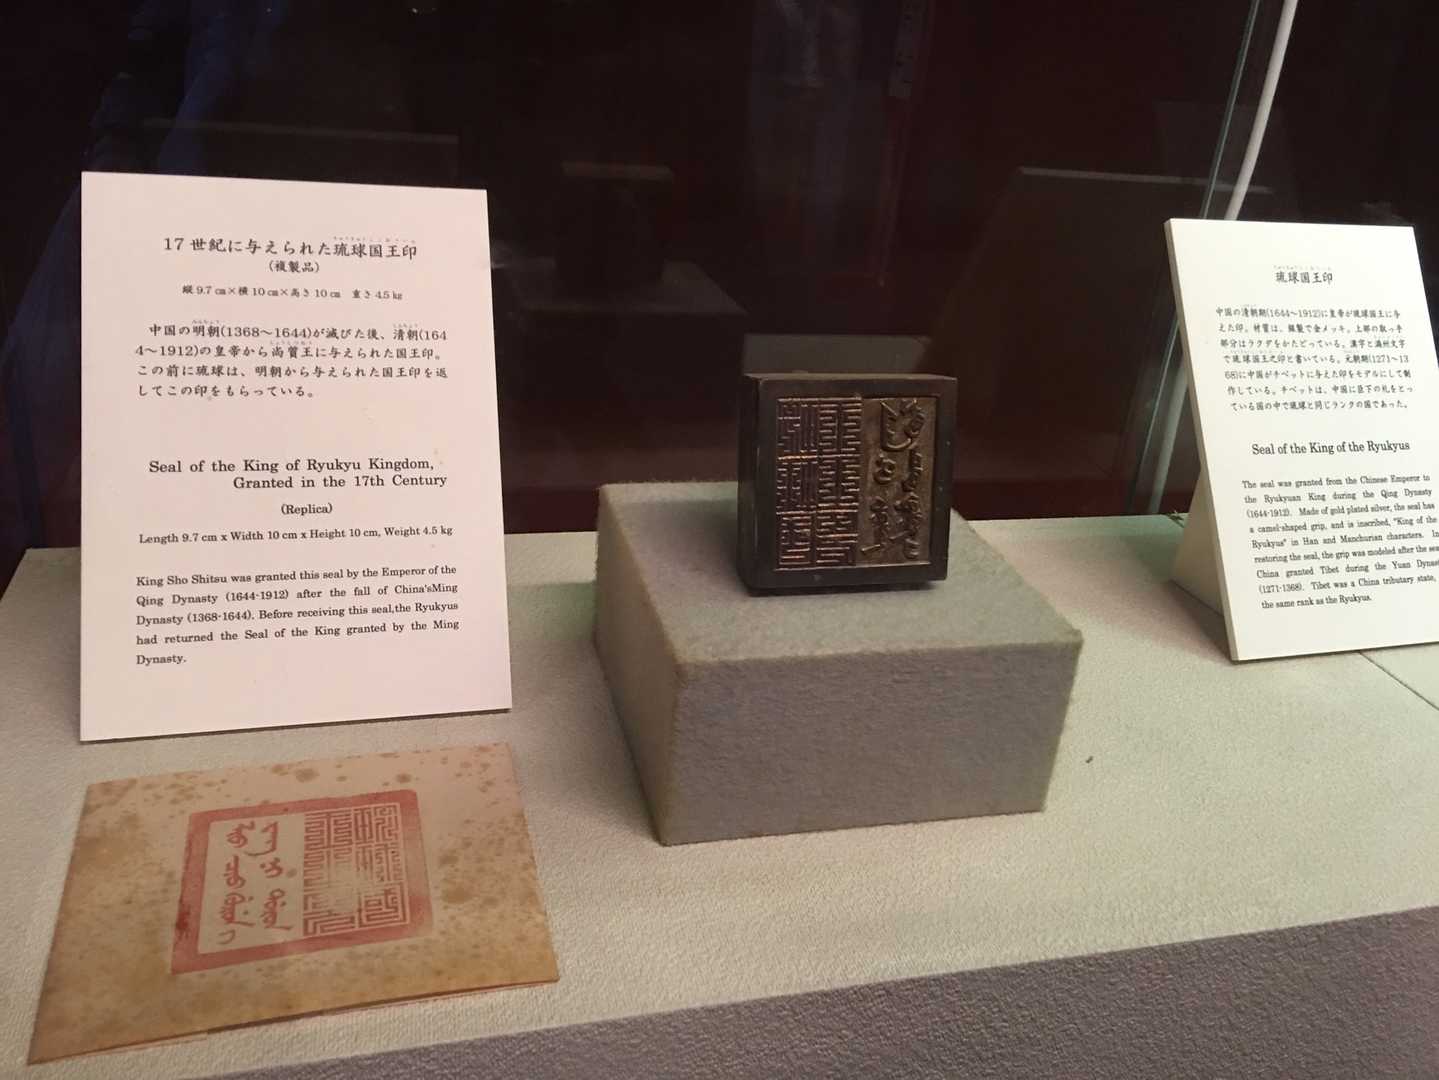 17世紀に与えられた琉球国王印
(複製品)
縦9.7㎝×横10㎝×高さ10㎝ 重さ4.5㎏
中国の明朝(1368～1644)が滅びた後、清朝(164
4～1912)の皇帝から尚質王に与えられた国王印。
この前に琉球は、明朝から与えられた国王印を返
してこの印をもらっている。
Seal of the King of Ryukyu Kingdom,
Granted in the 17th Century
(Replica)
Length 9.7 cm x Width 10 cm x Height 10 cm, Weight 4.5 kg
King Sho Shitsu was granted this seal by the Emperor of the
Qing Dynasty (1644-1912) after the fall of China'sMing
Dynasty (1368-1644). Before receiving this seal,the Ryukyus
had returned the Seal of the King granted by the Ming
Dynasty.
琉球国王印
中国の清朝期(1644～1912)に皇帝が琉球国王に与
えた印。材質は、銀製で金メッキ。上部の取っ手
部分はラクダをかたどっている。漢字と満州文字
で琉球国王之印と書いている。元朝期(1271～13
68)に中国がチベットに与えた印をモデルにして制
作している。チベットは、中国に臣下の礼をとっ
ている国の中で琉球と同じランクの国であった。
Seal of the King of the Ryukyus
The seal was granted from the Chinese Emperor to
the Ryukyuan King during the Qing Dynasty
(1644-1912). Made of gold plated silver, the seal has
a camel-shaped grip, and is inscribed, "King of the
Ryukyus" in Han and Manchurian characters. In
restoring the seal, the grip was modeled after the sea
China granted Tibet during the Yuan Dynas
(1271-1368). Tibet was a China tributary state,
the same rank as the Ryukyus.